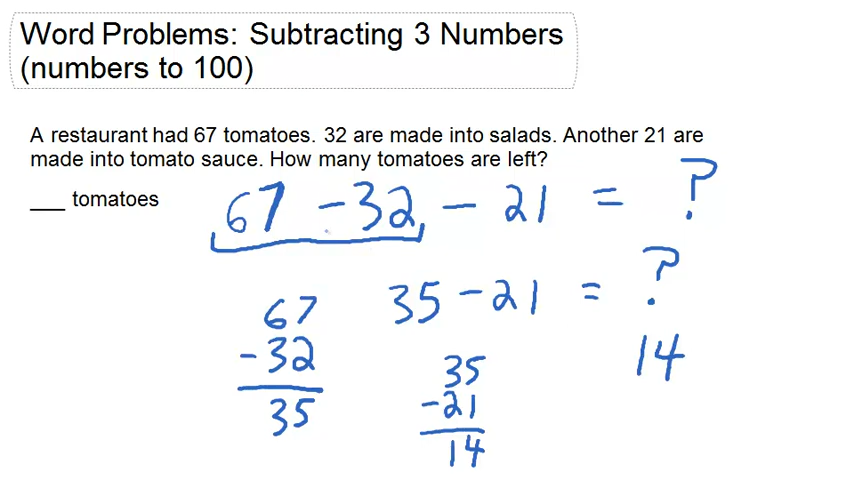 Word Problems: Subtracting 3 Numbers
(numbers to 100)
A restaurant had 67 tomatoes. 32 are made into salads. Another 21 are
made into tomato sauce. How many tomatoes are left?
___ tomatoes
67 - 32 - 21 = ?
35 - 21 = ?
14
67
- 32
35
35
- 21
14